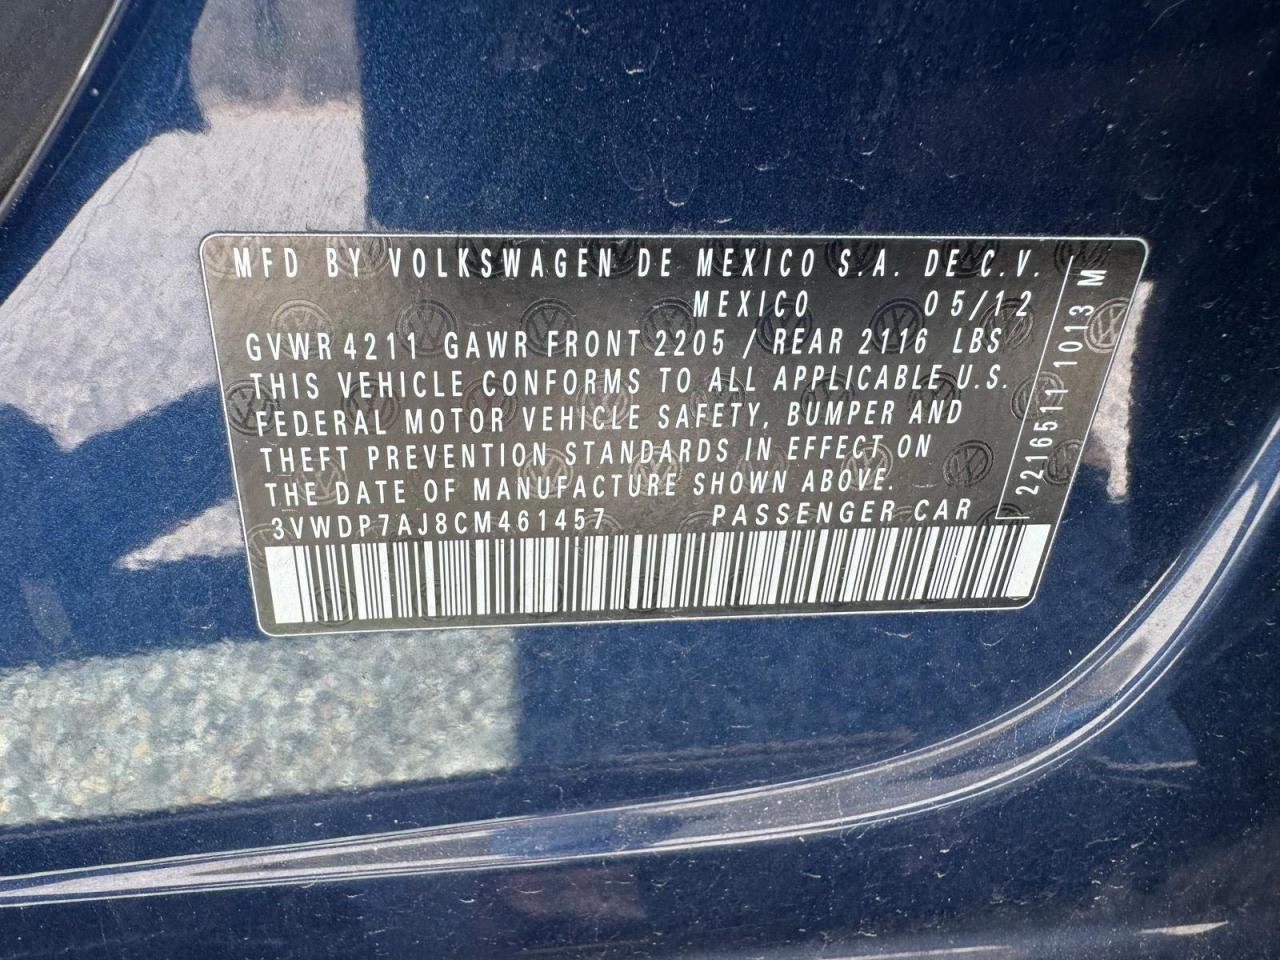 MFD BY VOLKSWAGEN DE MEXICO S.A. DE C.V.
MEXICO 05/12
GVWR 4211 GAWR FRONT 2205 / REAR 2116 LBS
THIS VEHICLE CONFORMS TO ALL APPLICABLE U.S.
FEDERAL MOTOR VEHICLE SAFETY, BUMPER AND
THEFT PREVENTION STANDARDS IN EFFECT ON
THE DATE OF MANUFACTURE SHOWN ABOVE.
3VWDP7AJ8CM461457 PASSENGER CAR
2216511 1013 M